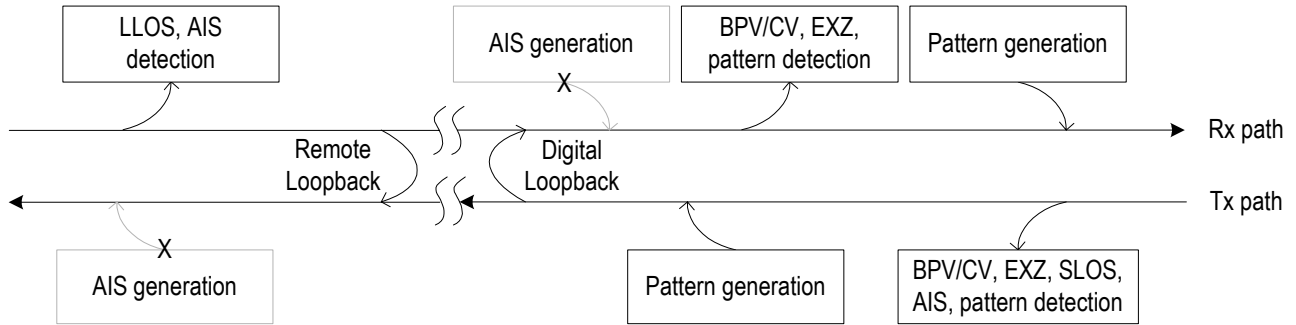 LLOS, AIS
detection
AIS generation
BPV/CV, EXZ,
pattern detection
Pattern generation
X
Rx path
Remote
Loopback
Digital
Loopback
Tx path
X
AIS generation
Pattern generation
BPV/CV, EXZ, SLOS,
AIS, pattern detection